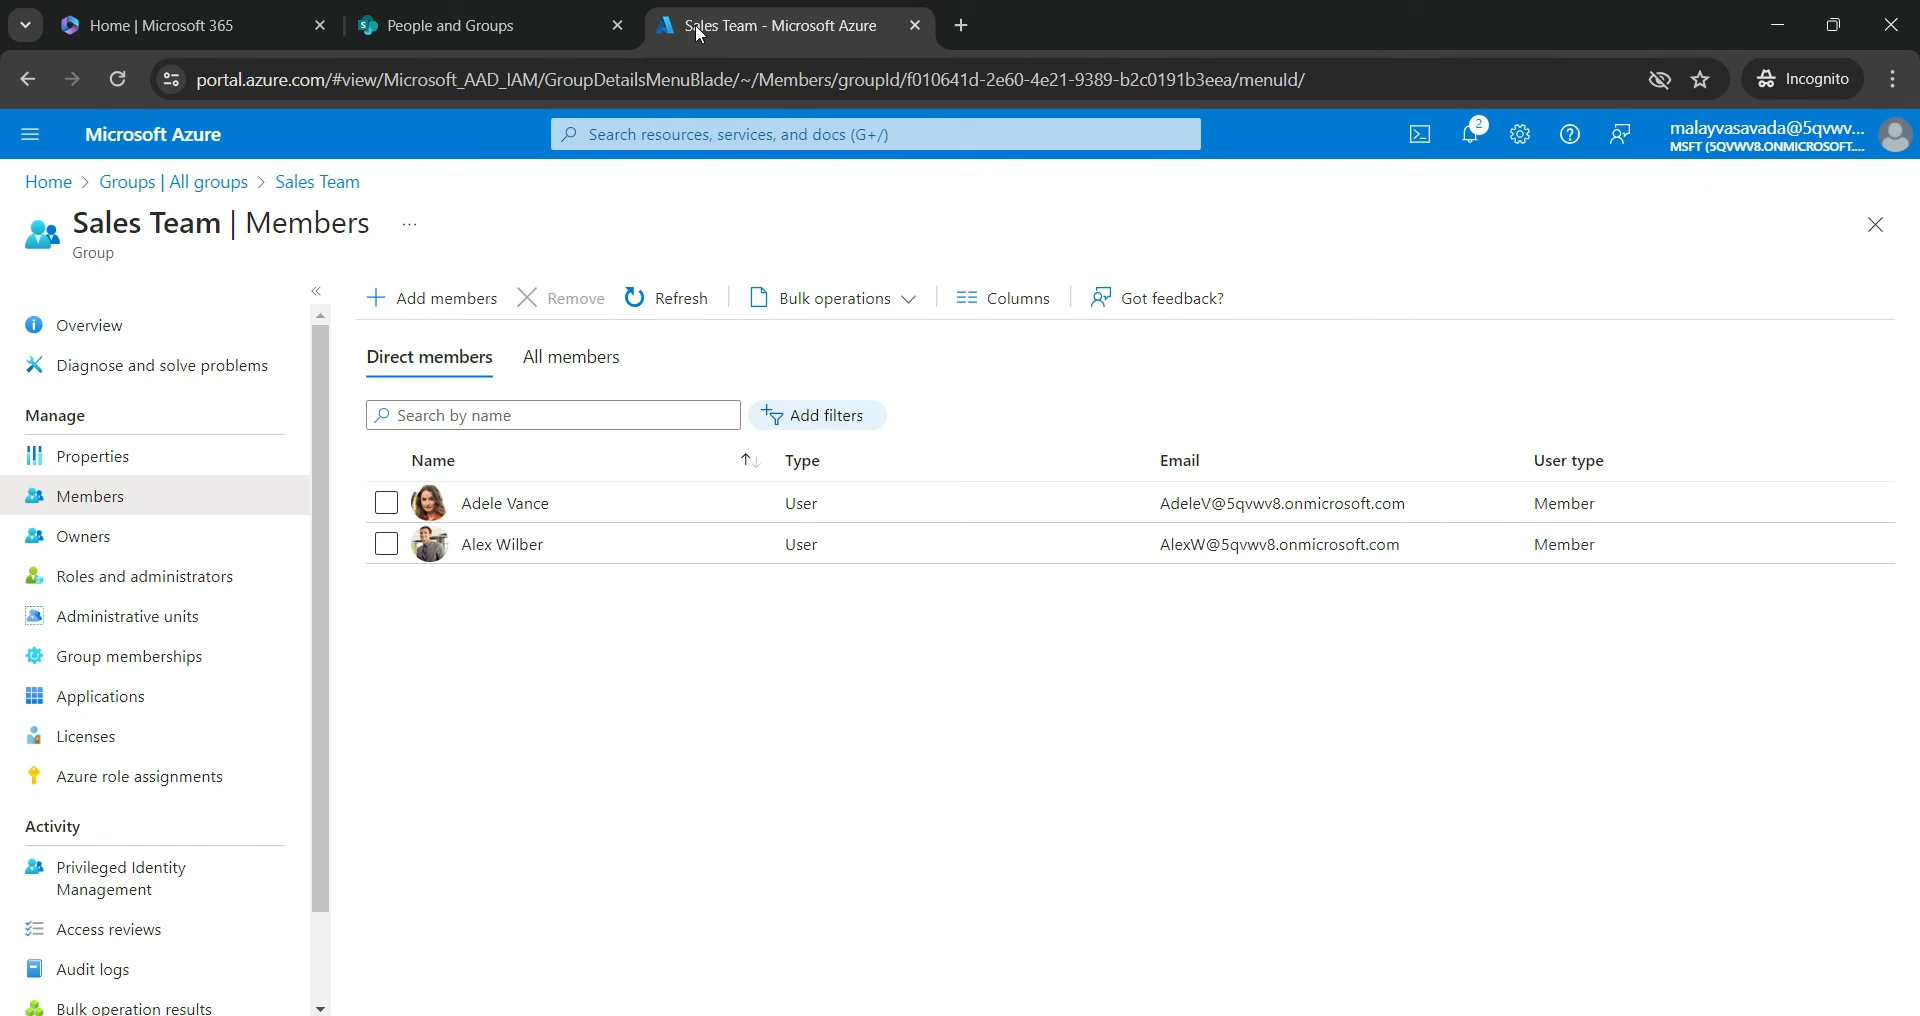 Home | Microsoft 365
People and Groups
Sales Team - Microsoft Azure
portal.azure.com/#view/Microsoft_AAD_IAM/GroupDetailsMenuBlade/~/Members/groupId/f010641d-2e60-4e21-9389-b2c0191b3eea/menuId/
Incognito
Microsoft Azure
Search resources, services, and docs (G+/)
2
malayvasavada@5qvwv...
MSFT (5QVWV8.ONMICROSOFT....
Home > Groups | All groups > Sales Team
Sales Team | Members ...
Group
Add members
Remove
Refresh
Bulk operations
Columns
Got feedback?
Overview
Diagnose and solve problems
Manage
Properties
Members
Owners
Roles and administrators
Administrative units
Group memberships
Applications
Licenses
Azure role assignments
Activity
Privileged Identity
Management
Access reviews
Audit logs
Bulk operation results
Direct members
All members
Search by name
Add filters
Name Type Email User type
Adele Vance User AdeleV@5qvwv8.onmicrosoft.com Member
Alex Wilber User AlexW@5qvwv8.onmicrosoft.com Member